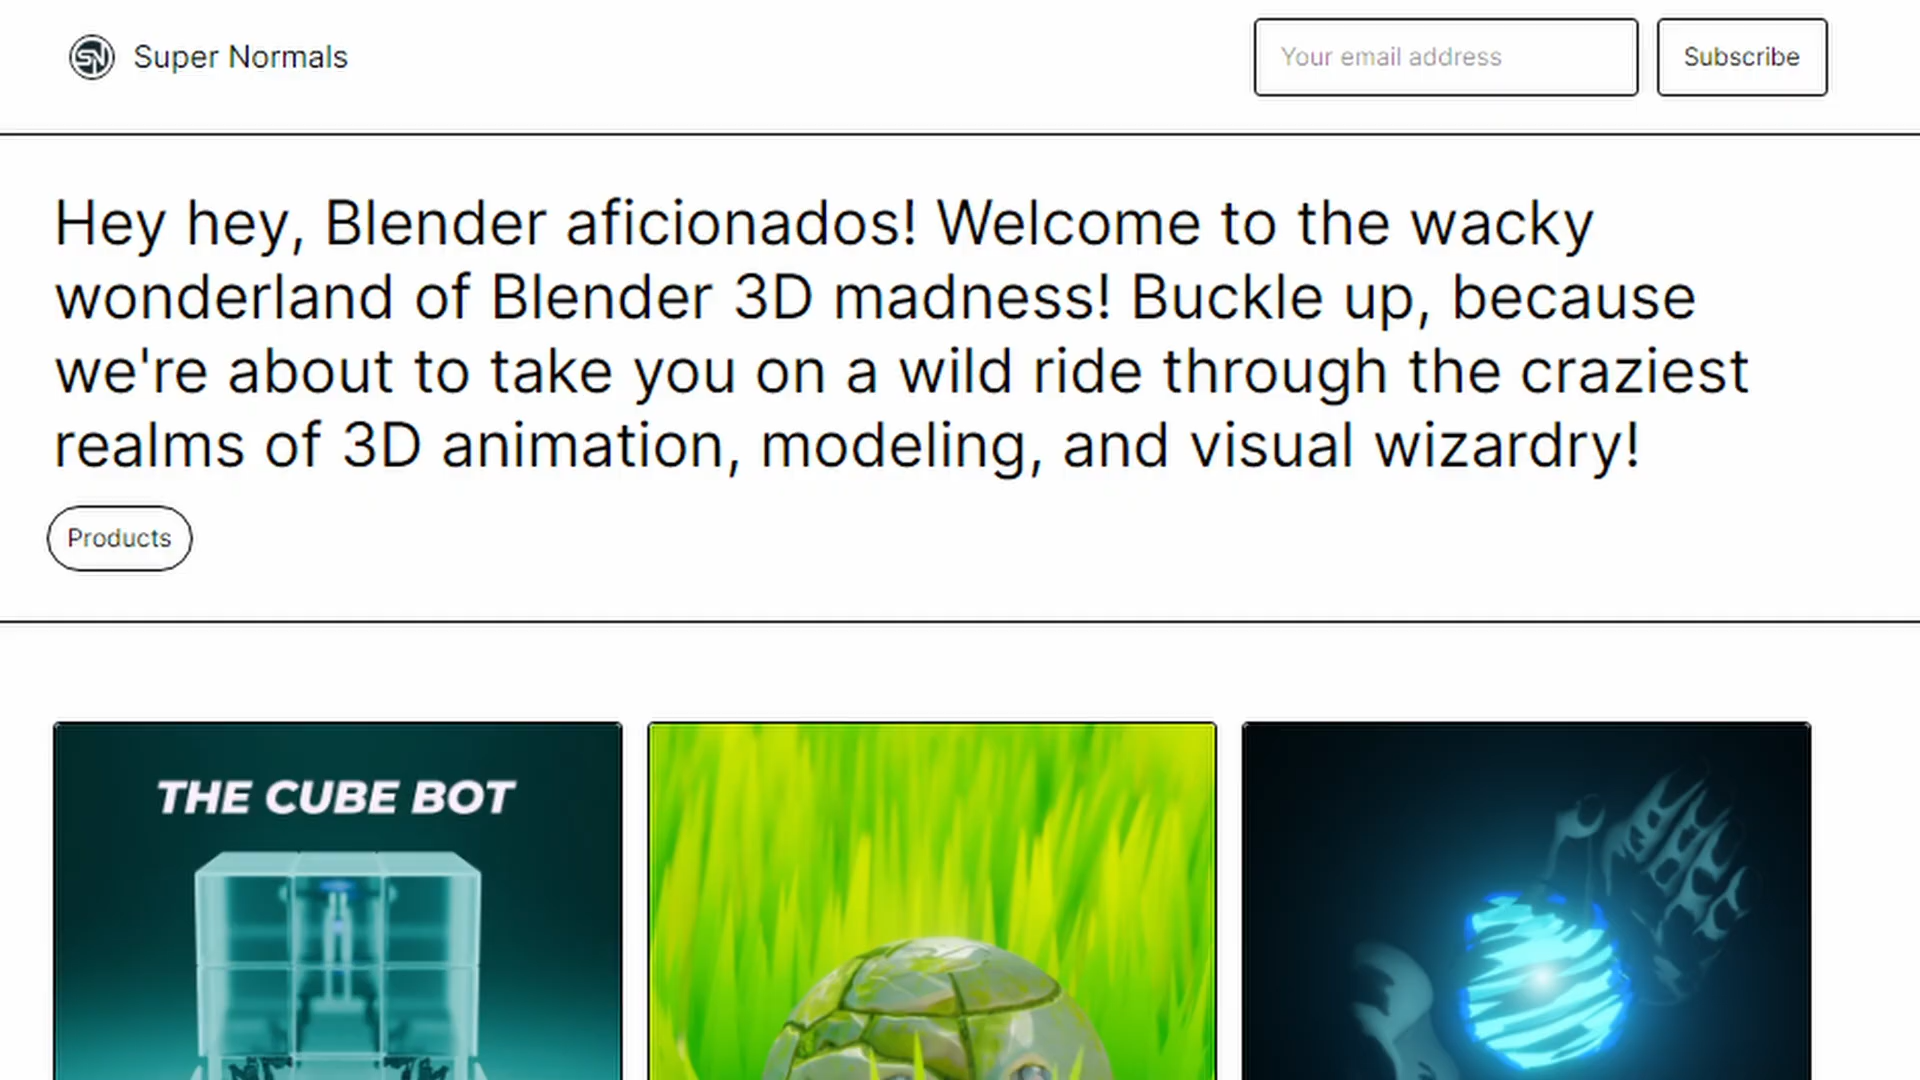 SN Super Normals
Your email address
Subscribe
Hey hey, Blender aficionados! Welcome to the wacky
wonderland of Blender 3D madness! Buckle up, because
we're about to take you on a wild ride through the craziest
realms of 3D animation, modeling, and visual wizardry!
Products
THE CUBE BOT